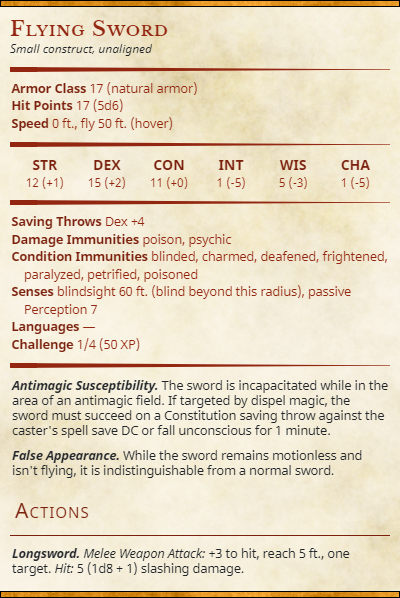 Flying Sword
Small construct, unaligned
Armor Class 17 (natural armor)
Hit Points 17 (5d6)
Speed 0 ft., fly 50 ft. (hover)
STR DEX CON INT WIS CHA
12 (+1) 15 (+2) 11 (+0) 1 (-5) 5 (-3) 1 (-5)
Saving Throws Dex +4
Damage Immunities poison, psychic
Condition Immunities blinded, charmed, deafened, frightened,
paralyzed, petrified, poisoned
Senses blindsight 60 ft. (blind beyond this radius), passive
Perception 7
Languages —
Challenge 1/4 (50 XP)
Antimagic Susceptibility. The sword is incapacitated while in the
area of an antimagic field. If targeted by dispel magic, the
sword must succeed on a Constitution saving throw against the
caster's spell save DC or fall unconscious for 1 minute.
False Appearance. While the sword remains motionless and
isn't flying, it is indistinguishable from a normal sword.
Actions
Longsword. Melee Weapon Attack: +3 to hit, reach 5 ft., one
target. Hit: 5 (1d8 + 1) slashing damage.